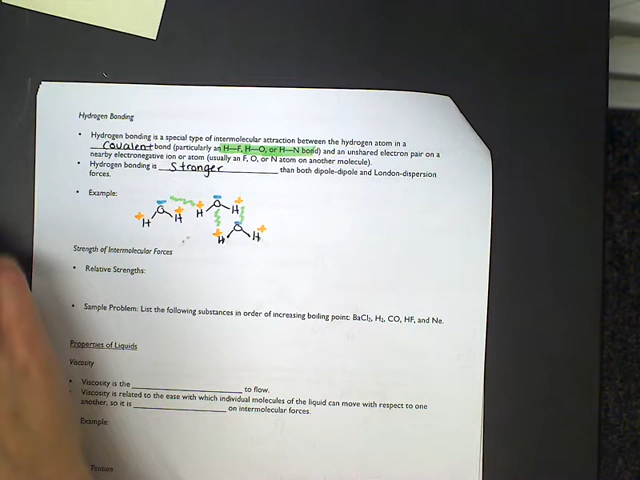 Hydrogen Bonding
• Hydrogen bonding is a special type of intermolecular attraction between the hydrogen atom in a
Covalent bond (particularly an H—F, H—O, or H—N bond) and an unshared electron pair on a
nearby electronegative ion or atom (usually an F, O, or N atom on another molecule).
• Hydrogen bonding is Stronger than both dipole-dipole and London-dispersion
forces.
• Example:
O O H
H H H
O
H H
Strength of Intermolecular Forces
• Relative Strengths:
• Sample Problem: List the following substances in order of increasing boiling point: BaCl₂, H₂, CO, HF, and Ne.
Properties of Liquids
Viscosity
• Viscosity is the ____________________ to flow.
• Viscosity is related to the ease with which individual molecules of the liquid can move with respect to one
another, so it is ____________________ on intermolecular forces.
Example:
Tension